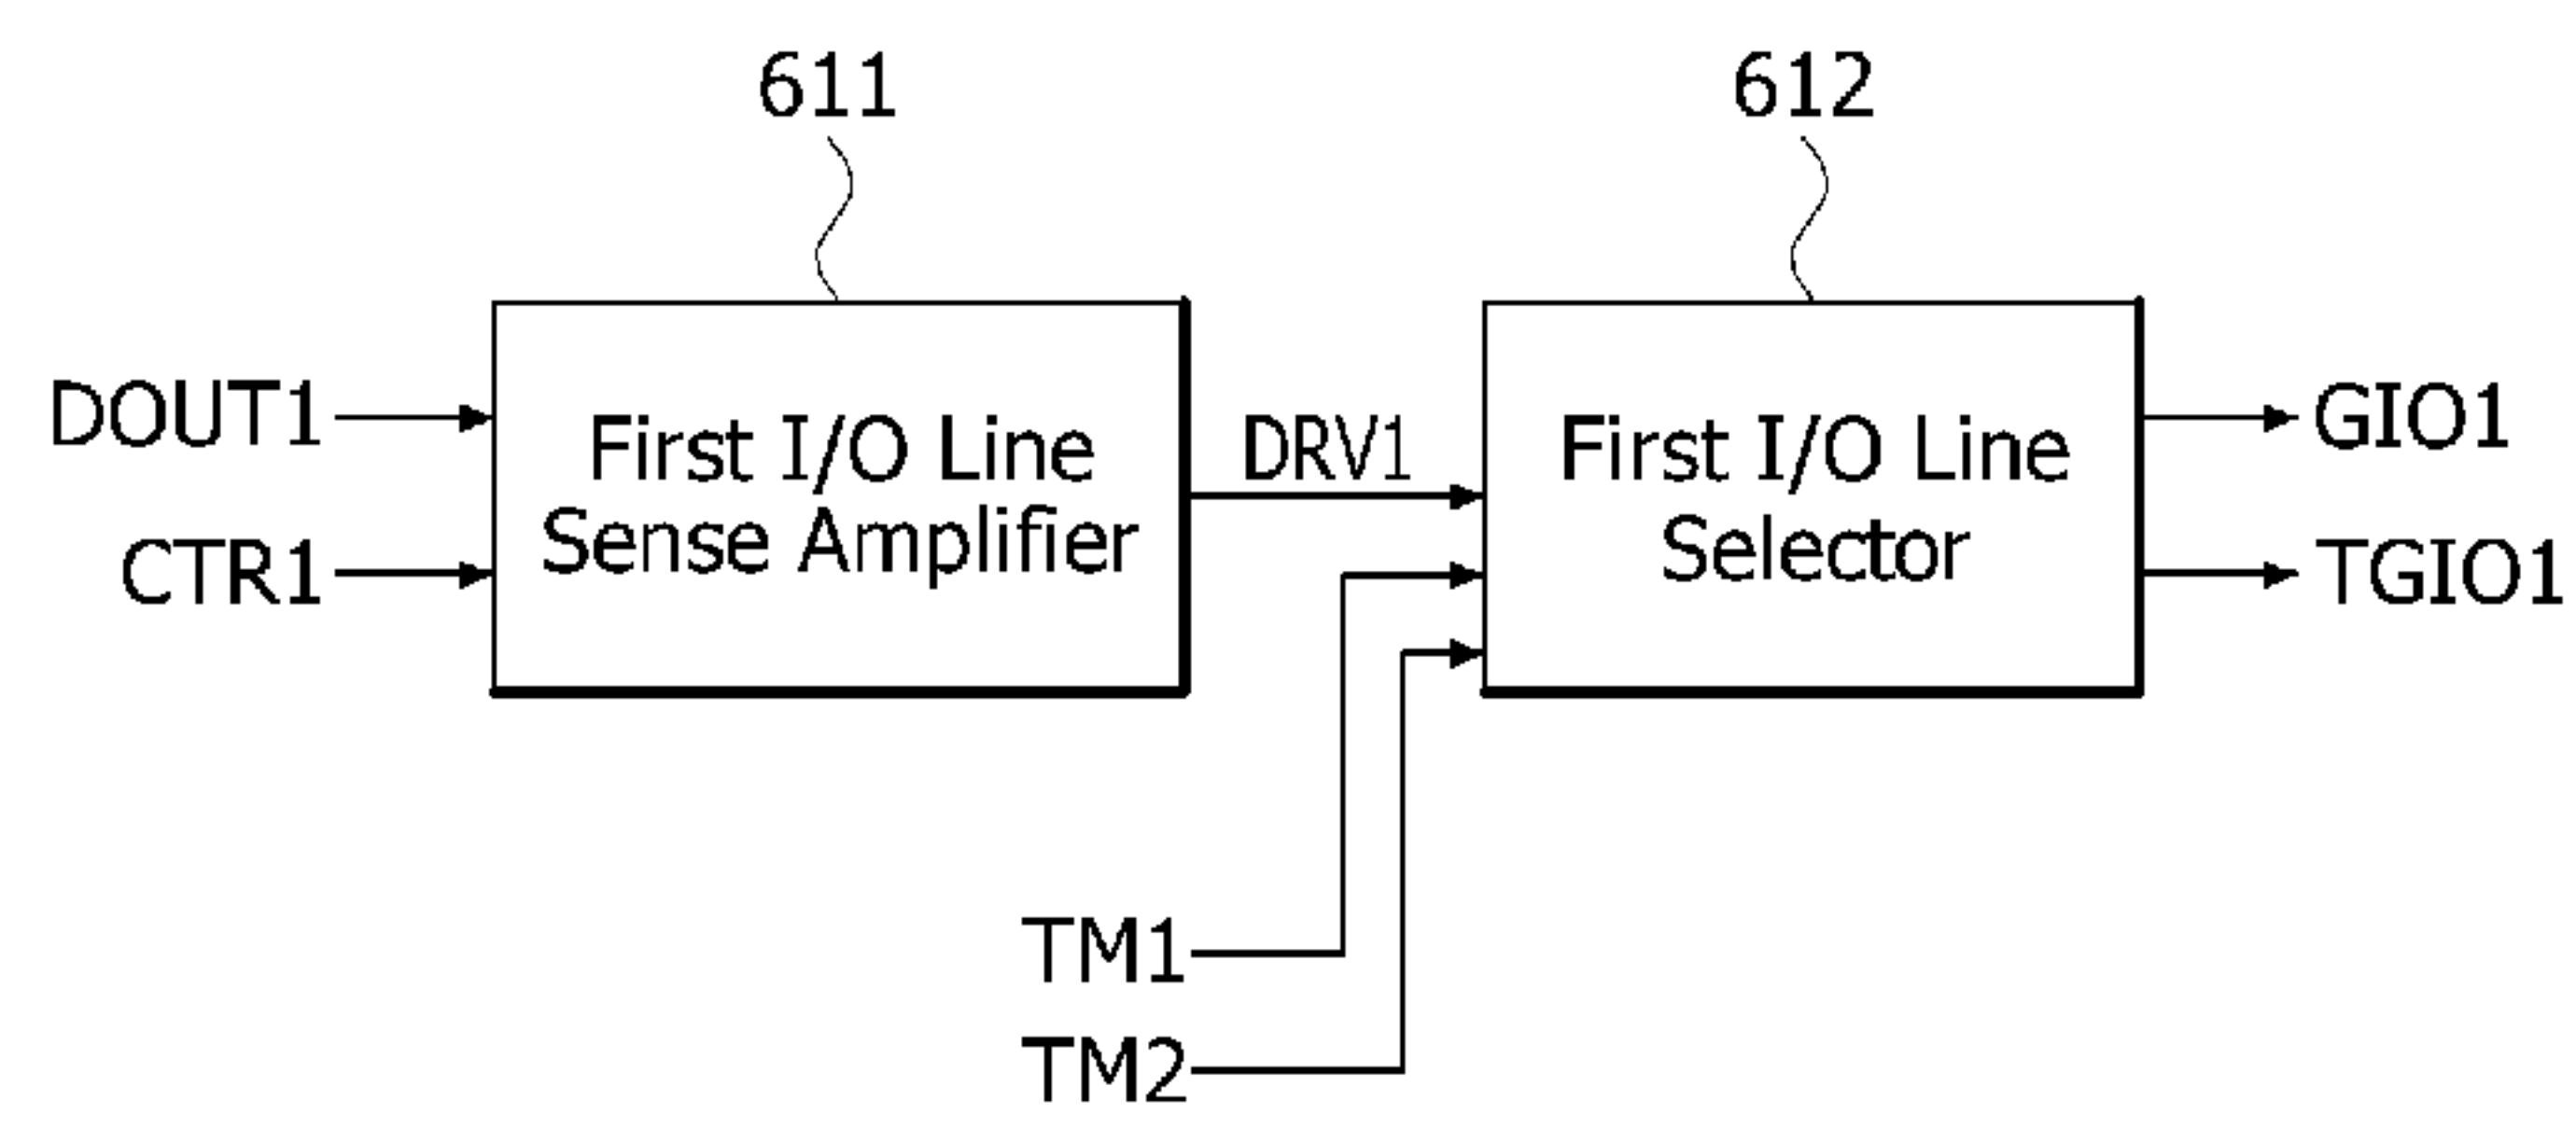 611
612
DOUT1
CTR1
First I/O Line
Sense Amplifier
DRV1
First I/O Line
Selector
GIO1
TGIO1
TM1
TM2